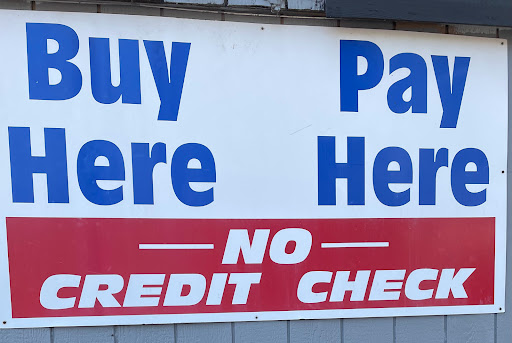 Buy Here
Pay Here
NO
CREDIT CHECK